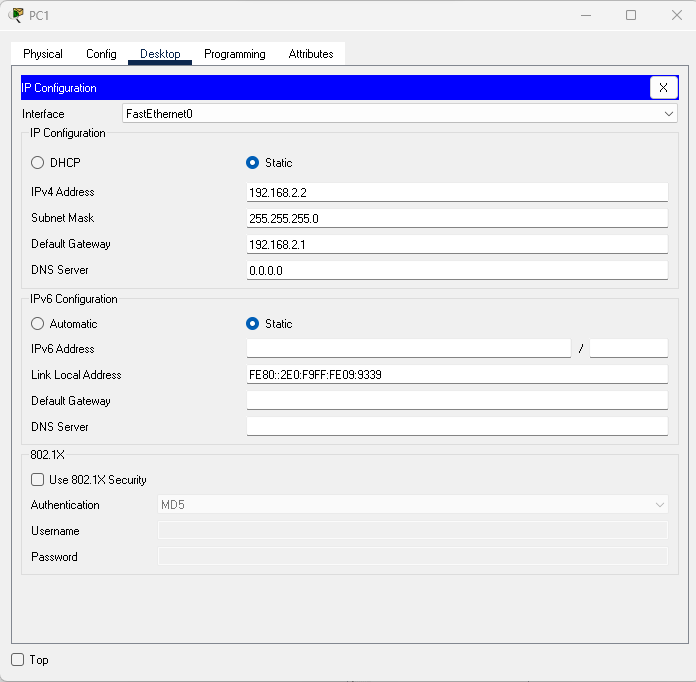 PC1
Physical Config Desktop Programming Attributes
IP Configuration X
Interface FastEthernet0
IP Configuration
DHCP Static
IPv4 Address 192.168.2.2
Subnet Mask 255.255.255.0
Default Gateway 192.168.2.1
DNS Server 0.0.0.0
IPv6 Configuration
Automatic Static
IPv6 Address /
Link Local Address FE80::2E0:F9FF:FE09:9339
Default Gateway
DNS Server
802.1X
Use 802.1X Security
Authentication MD5
Username
Password
Top